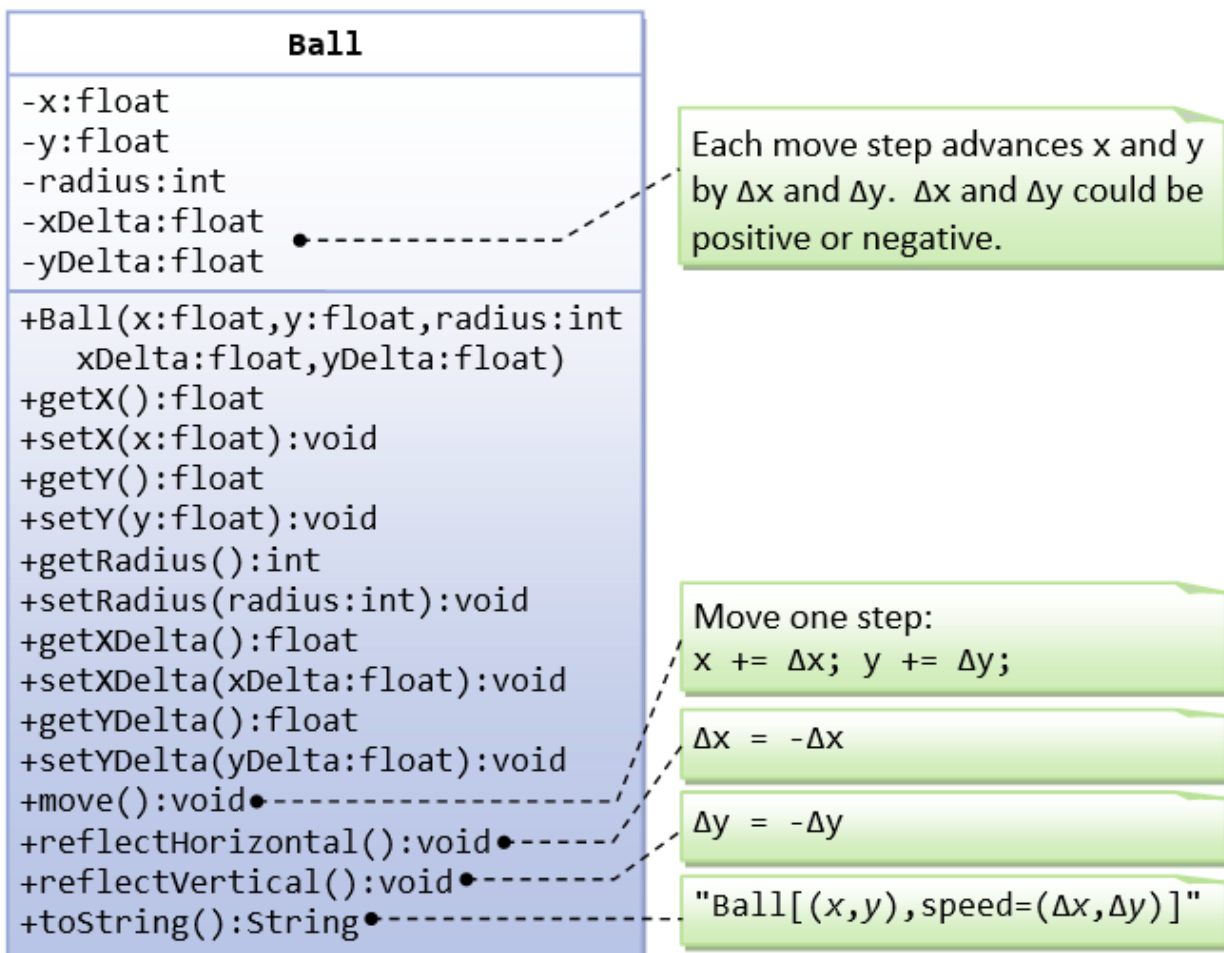 Ball
-x:float
-y:float
-radius:int
-xDelta:float
-yDelta:float
Each move step advances x and y
by Δx and Δy. Δx and Δy could be
positive or negative.
+Ball(x:float,y:float,radius:int
xDelta:float,yDelta:float)
+getX():float
+setX(x:float):void
+getY():float
+setY(y:float):void
+getRadius():int
+setRadius(radius:int):void
+getXDelta():float
+setXDelta(xDelta:float):void
+getYDelta():float
+setYDelta(yDelta:float):void
+move():void
+reflectHorizontal():void
+reflectVertical():void
+toString():String
Move one step:
x += Δx; y += Δy;
Δx = -Δx
Δy = -Δy
"Ball[(x,y),speed=(Δx,Δy)]"